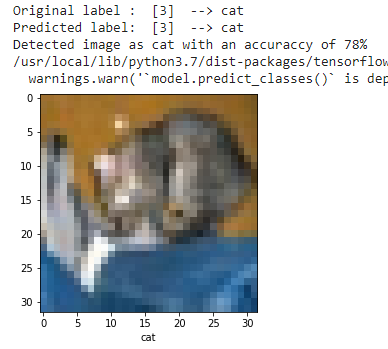 Original label :  [3]  --> cat
Predicted label:  [3]  --> cat
Detected image as cat with an accuraccy of 78%
/usr/local/lib/python3.7/dist-packages/tensorflow
  warnings.warn('`model.predict_classes()` is dep
0
5
10
15
20
25
30
0 5 10 15 20 25 30
cat